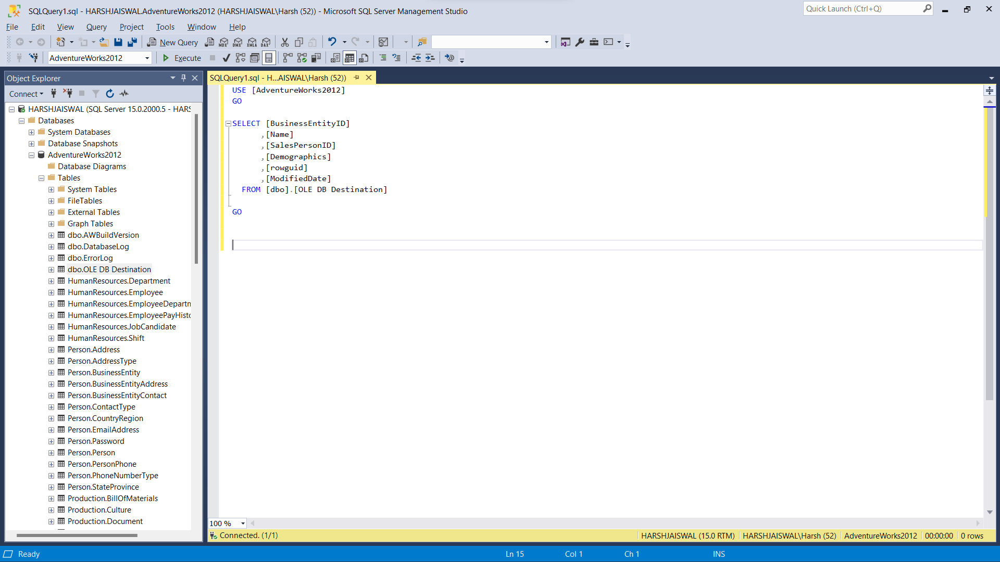 SQLQuery1.sql - HARSHJAISWAL.AdventureWorks2012 (HARSHJAISWAL\Harsh (52)) - Microsoft SQL Server Management Studio
Quick Launch (Ctrl+Q)
File Edit View Query Project Tools Window Help
New Query MDX DMX XMLA DAX
AdventureWorks2012 Execute
Object Explorer
Connect
HARSHJAISWAL (SQL Server 15.0.2000.5 - HARS
Databases
System Databases
Database Snapshots
AdventureWorks2012
Database Diagrams
Tables
System Tables
FileTables
External Tables
Graph Tables
dbo.AWBuildVersion
dbo.DatabaseLog
dbo.ErrorLog
dbo.OLE DB Destination
HumanResources.Department
HumanResources.Employee
HumanResources.EmployeeDepartn
HumanResources.EmployeePayHisto
HumanResources.JobCandidate
HumanResources.Shift
Person.Address
Person.AddressType
Person.BusinessEntity
Person.BusinessEntityAddress
Person.BusinessEntityContact
Person.ContactType
Person.CountryRegion
Person.EmailAddress
Person.Password
Person.Person
Person.PersonPhone
Person.PhoneNumberType
Person.StateProvince
Production.BillOfMaterials
Production.Culture
Production.Document
SQLQuery1.sql - H...AISWAL\Harsh (52))
USE [AdventureWorks2012]
GO
SELECT [BusinessEntityID]
,[Name]
,[SalesPersonID]
,[Demographics]
,[rowguid]
,[ModifiedDate]
FROM [dbo].[OLE DB Destination]
GO
100 %
Connected. (1/1) HARSHJAISWAL (15.0 RTM) HARSHJAISWAL\Harsh (52) AdventureWorks2012 00:00:00 0 rows
Ready Ln 15 Col 1 Ch 1 INS